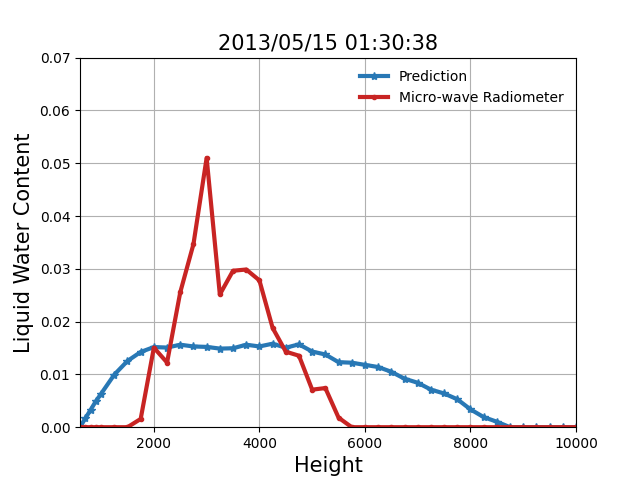 2013/05/15 01:30:38
0.07
0.06
0.05
0.04
0.03
0.02
0.01
0.00
Liquid Water Content
Prediction
Micro-wave Radiometer
2000 4000 6000 8000 10000
Height